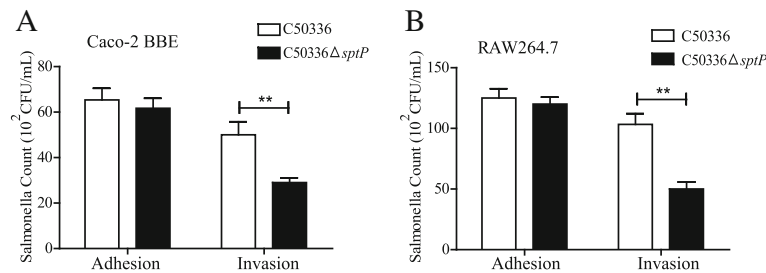 A
Caco-2 BBE
C50336
C50336ΔsptP
Salmonella Count (10²CFU/mL)
80
60
40
20
0
**
Adhesion
Invasion
B
RAW264.7
C50336
C50336ΔsptP
Salmonella Count (10²CFU/mL)
150
100
50
0
**
Adhesion
Invasion